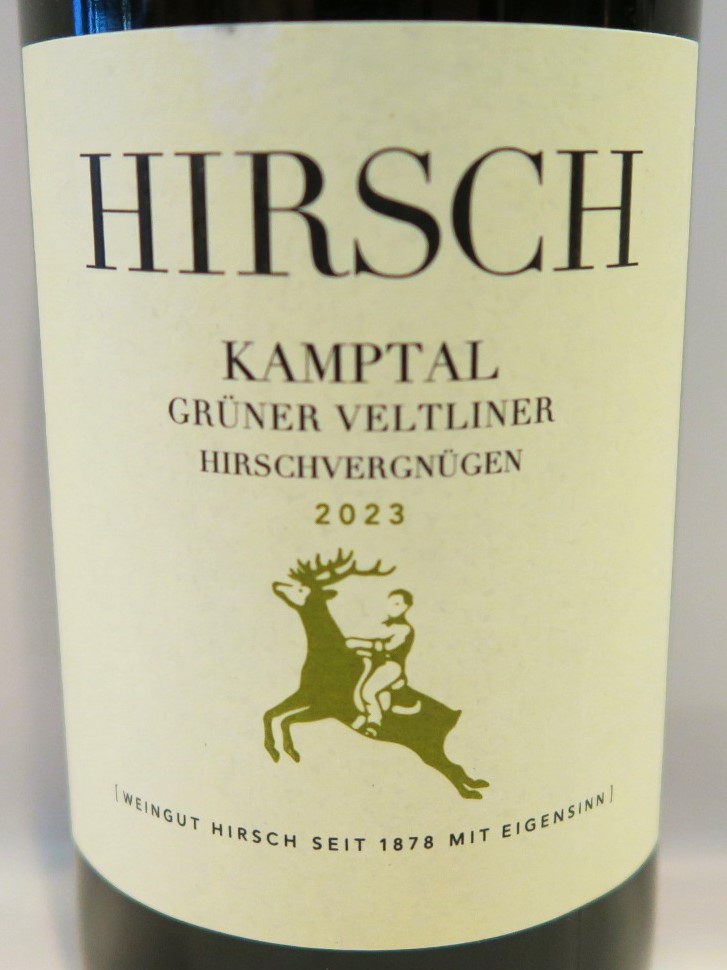 HIRSCH
KAMPTAL
GRÜNER VELTLINER
HIRSCHVERGNÜGEN
2023
[WEINGUT HIRSCH SEIT 1878 MIT EIGENSINN]